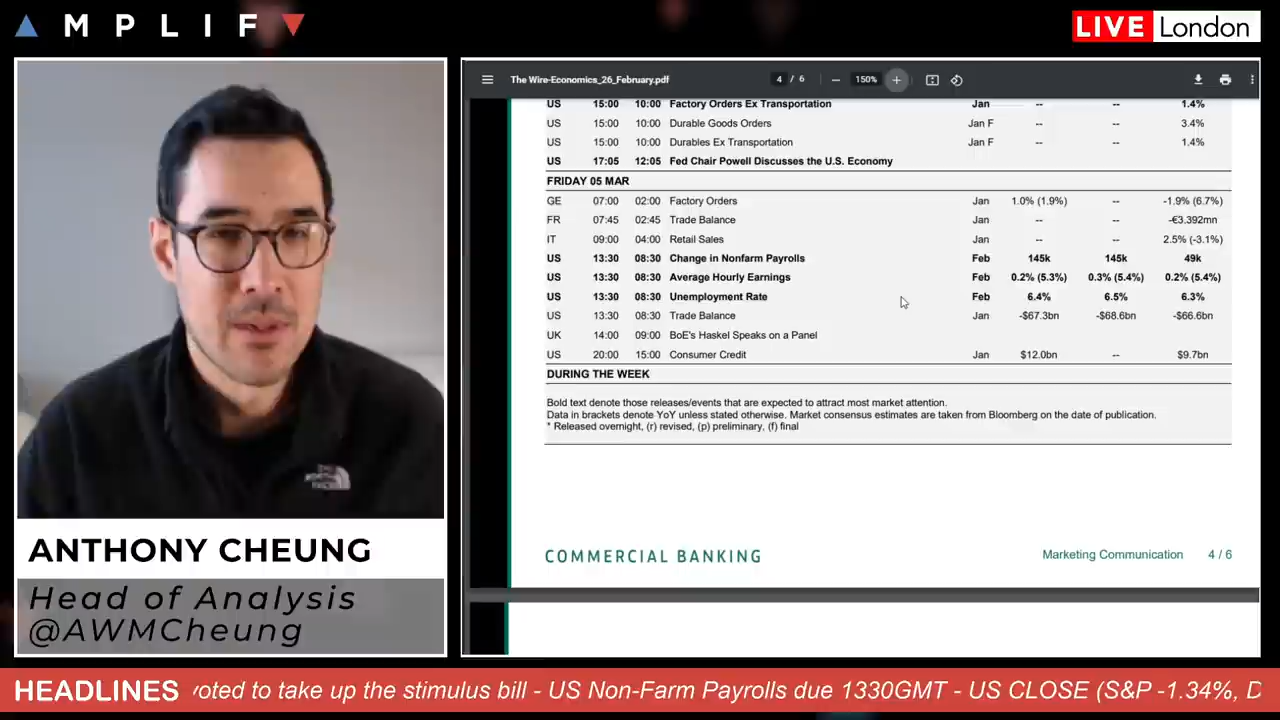 AMPLIFY
LIVE London
The Wire-Economics_26_February.pdf 4 / 6 150%
US 15:00 10:00 Factory Orders Ex Transportation Jan -- -- 1.4%
US 15:00 10:00 Durable Goods Orders Jan F -- -- 3.4%
US 15:00 10:00 Durables Ex Transportation Jan F -- -- 1.4%
US 17:05 12:05 Fed Chair Powell Discusses the U.S. Economy
FRIDAY 05 MAR
GE 07:00 02:00 Factory Orders Jan 1.0% (1.9%) -- -1.9% (6.7%)
FR 07:45 02:45 Trade Balance Jan -- -- -€3.392mn
IT 09:00 04:00 Retail Sales Jan -- -- 2.5% (-3.1%)
US 13:30 08:30 Change in Nonfarm Payrolls Feb 145k 145k 49k
US 13:30 08:30 Average Hourly Earnings Feb 0.2% (5.3%) 0.3% (5.4%) 0.2% (5.4%)
US 13:30 08:30 Unemployment Rate Feb 6.4% 6.5% 6.3%
US 13:30 08:30 Trade Balance Jan -$67.3bn -$68.6bn -$66.6bn
UK 14:00 09:00 BoE's Haskel Speaks on a Panel
US 20:00 15:00 Consumer Credit Jan $12.0bn -- $9.7bn
DURING THE WEEK
Bold text denote those releases/events that are expected to attract most market attention.
Data in brackets denote YoY unless stated otherwise. Market consensus estimates are taken from Bloomberg on the date of publication.
* Released overnight, (r) revised, (p) preliminary, (f) final
COMMERCIAL BANKING Marketing Communication 4 / 6
THE NORTH FACE
ANTHONY CHEUNG
Head of Analysis
@AWMCheung
HEADLINES roted to take up the stimulus bill - US Non-Farm Payrolls due 1330GMT - US CLOSE (S&P -1.34%, D